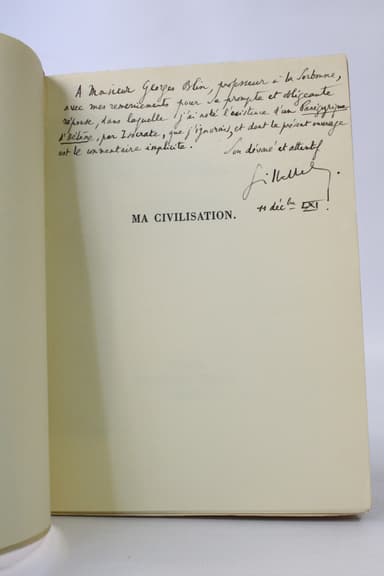 A Monsieur Georges Blin, professeur à la Sorbonne,
avec mes remerciements pour sa prompte et obligeante
réponse, dans laquelle j'ai noté l'existence d'un Panégyrique
d'Hélène, par Isocrate, que j'ignorais, et dont le présent ouvrage
est le commentaire implicite.
Son dévoué et attentif
11 déc. LXI.
MA CIVILISATION.